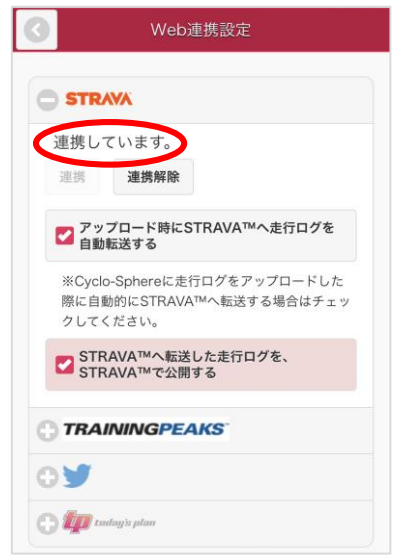 Web連携設定
STRAVA
連携しています。
連携 連携解除
アップロード時にSTRAVA™へ走行ログを
自動転送する
※Cyclo-Sphereに走行ログをアップロードした
際に自動的にSTRAVA™へ転送する場合はチェッ
クしてください。
STRAVA™へ転送した走行ログを、
STRAVA™で公開する
TRAININGPEAKS™
tp today's plan